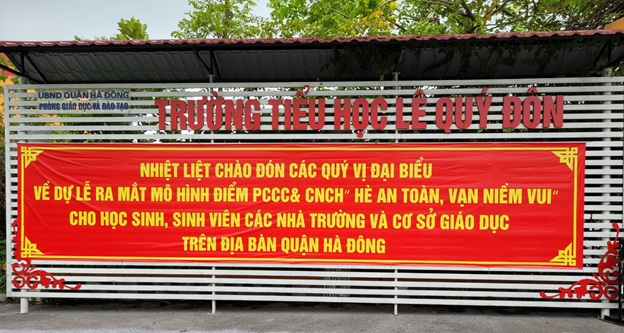 UBND QUẬN HÀ ĐÔNG
PHÒNG GIÁO DỤC VÀ ĐÀO TẠO
TRƯỜNG TIỂU HỌC LÊ QUÝ ĐÔN
NHIỆT LIỆT CHÀO ĐÓN CÁC QUÝ VỊ ĐẠI BIỂU
VỀ DỰ LỄ RA MẮT MÔ HÌNH ĐIỂM PCCC& CNCH" HÈ AN TOÀN, VẠN NIỀM VUI"
CHO HỌC SINH, SINH VIÊN CÁC NHÀ TRƯỜNG VÀ CƠ SỞ GIÁO DỤC
TRÊN ĐỊA BÀN QUẬN HÀ ĐÔNG